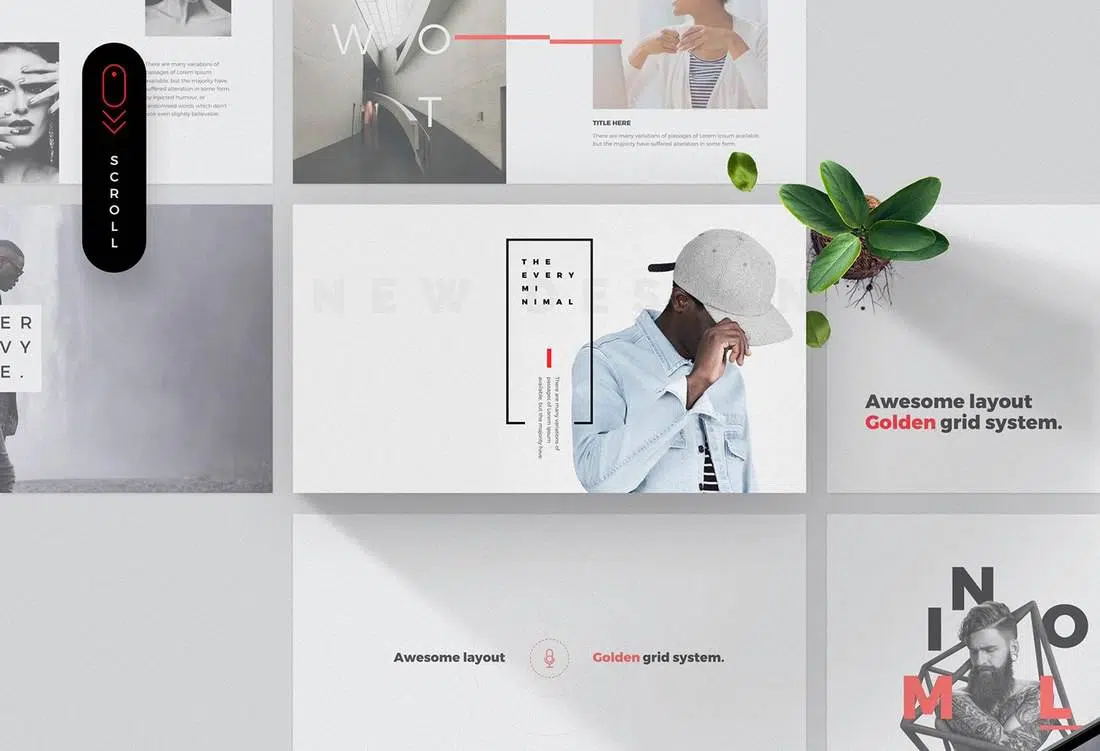 There are many variations of
passages of Lorem Ipsum
available, but the majority have
suffered alteration in some form,
by injected humour, or
randomised words which don't
look even slightly believable.
SCROLL
W O
T
TITLE HERE
There are many variations of passages of Lorem Ipsum available,
but the majority have suffered alteration in some form.
ER
VY
E.
NEW DES N
THE
EVERY
MI
NIMAL
There are many variations of
passages of Lorem Ipsum
available, but the majority have
Awesome layout
Golden grid system.
Awesome layout
Golden grid system.
N
I O
M L